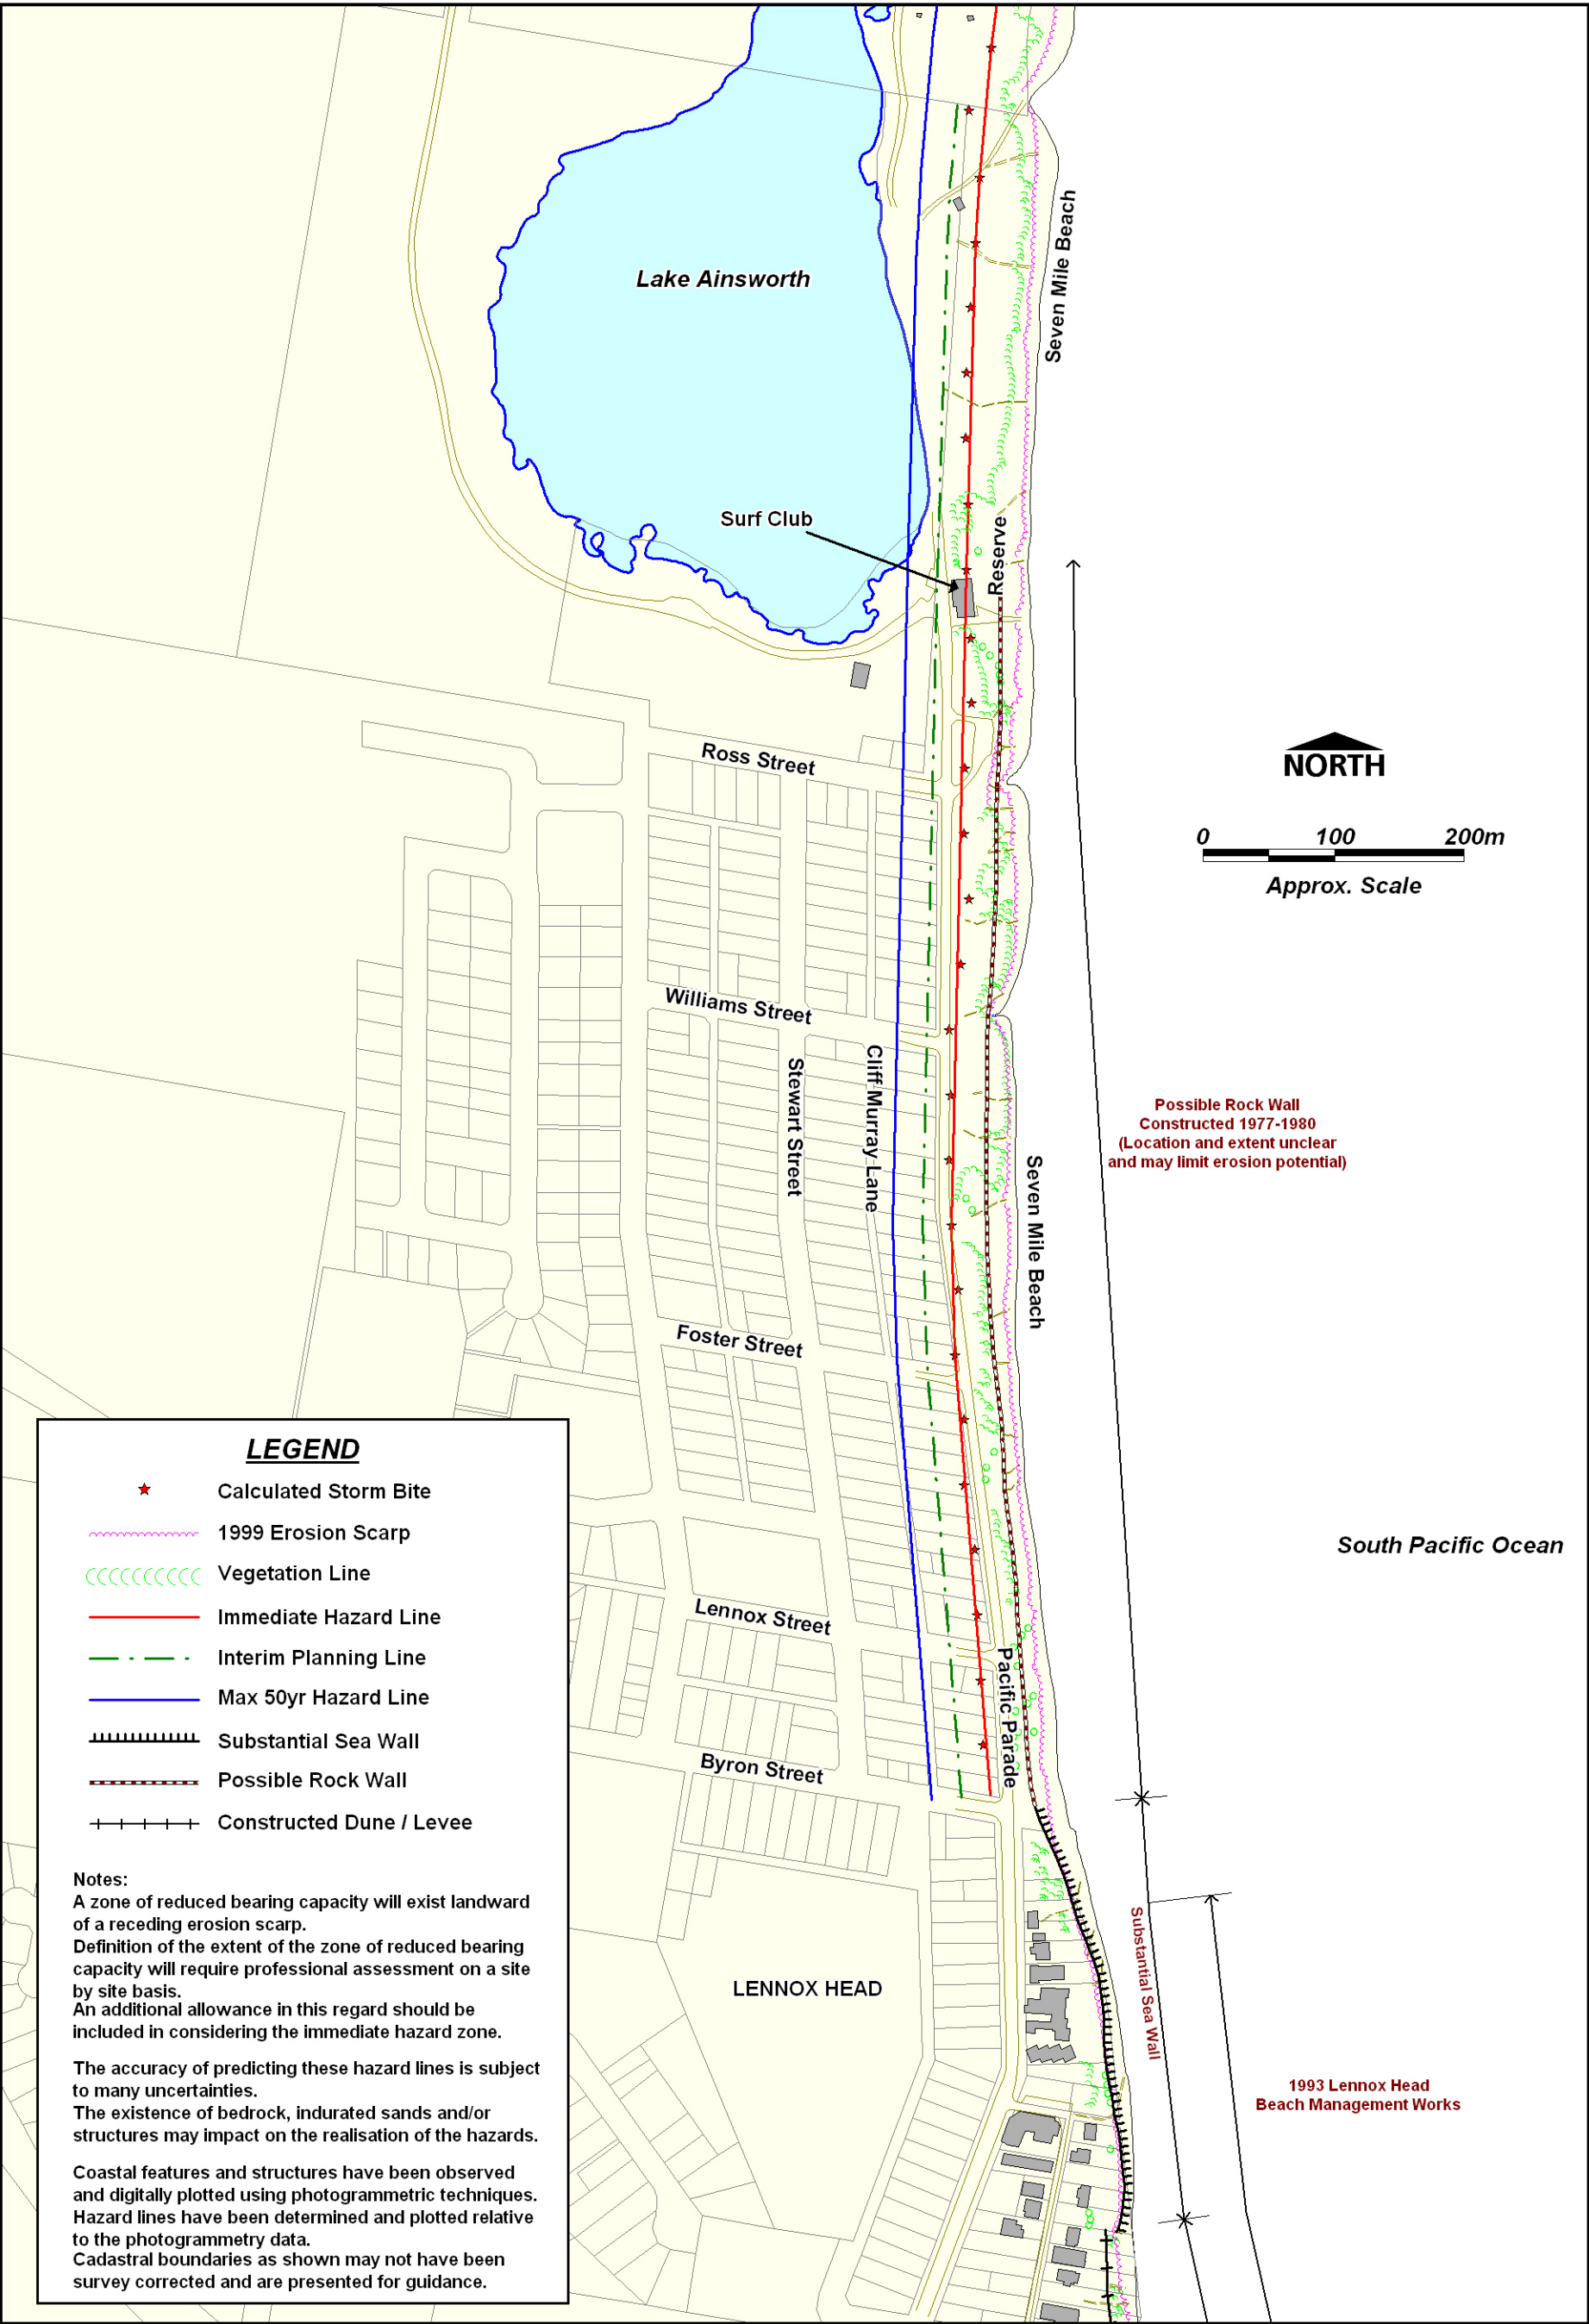 Lake Ainsworth
Seven Mile Beach
Surf Club
Reserve
NORTH
0 100 200m
Approx. Scale
Ross Street
Williams Street
Stewart Street
Cliff Murray Lane
Seven Mile Beach
Possible Rock Wall
Constructed 1977-1980
(Location and extent unclear
and may limit erosion potential)
Foster Street
South Pacific Ocean
Lennox Street
Pacific Parade
Byron Street
LENNOX HEAD
Substantial Sea Wall
1993 Lennox Head
Beach Management Works
LEGEND
Calculated Storm Bite
1999 Erosion Scarp
Vegetation Line
Immediate Hazard Line
Interim Planning Line
Max 50yr Hazard Line
Substantial Sea Wall
Possible Rock Wall
Constructed Dune / Levee
Notes:
A zone of reduced bearing capacity will exist landward
of a receding erosion scarp.
Definition of the extent of the zone of reduced bearing
capacity will require professional assessment on a site
by site basis.
An additional allowance in this regard should be
included in considering the immediate hazard zone.
The accuracy of predicting these hazard lines is subject
to many uncertainties.
The existence of bedrock, indurated sands and/or
structures may impact on the realisation of the hazards.
Coastal features and structures have been observed
and digitally plotted using photogrammetric techniques.
Hazard lines have been determined and plotted relative
to the photogrammetry data.
Cadastral boundaries as shown may not have been
survey corrected and are presented for guidance.